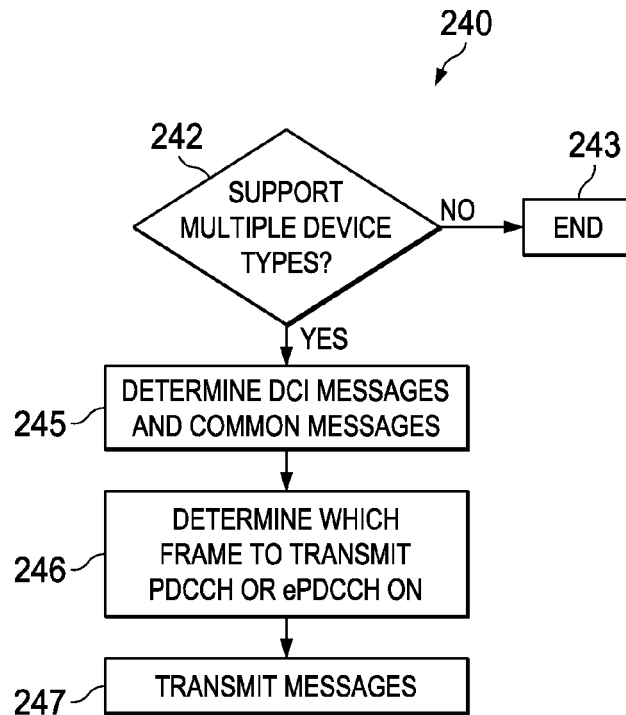 240
242
SUPPORT
MULTIPLE DEVICE
TYPES?
NO
243
END
YES
245
DETERMINE DCI MESSAGES
AND COMMON MESSAGES
246
DETERMINE WHICH
FRAME TO TRANSMIT
PDCCH OR ePDCCH ON
247
TRANSMIT MESSAGES